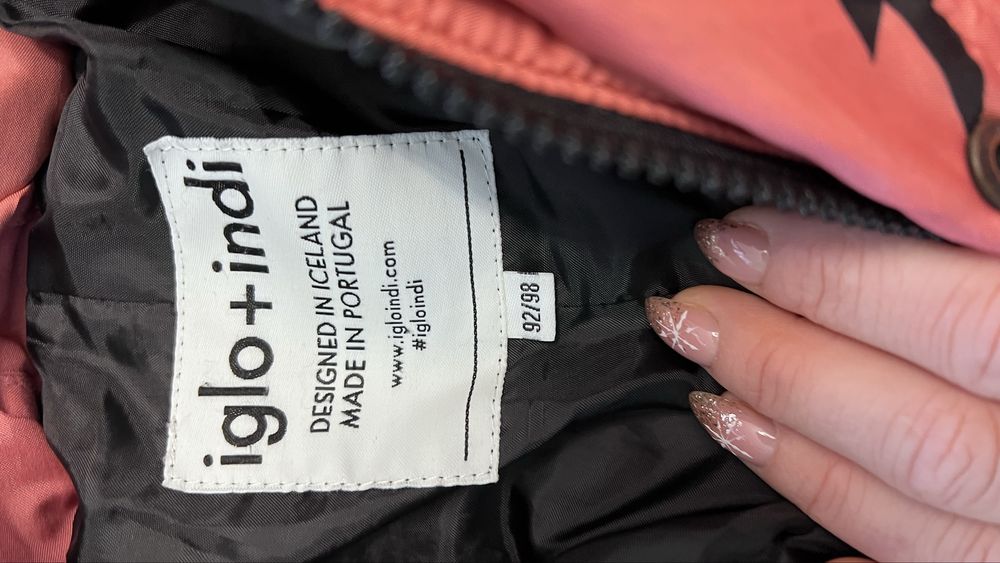 iglo+indi
DESIGNED IN ICELAND
MADE IN PORTUGAL
www.igloindi.com
#igloindi
92/98